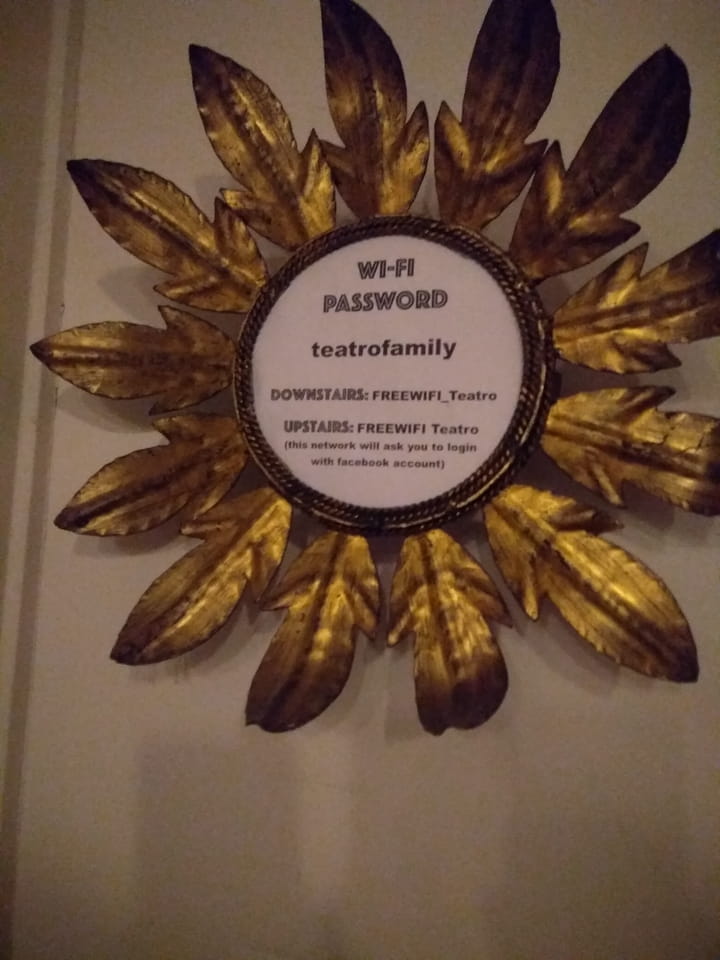 WI-FI
PASSWORD
teatrofamily
DOWNSTAIRS: FREEWIFI_Teatro
UPSTAIRS: FREEWIFI Teatro
(this network will ask you to login
with facebook account)